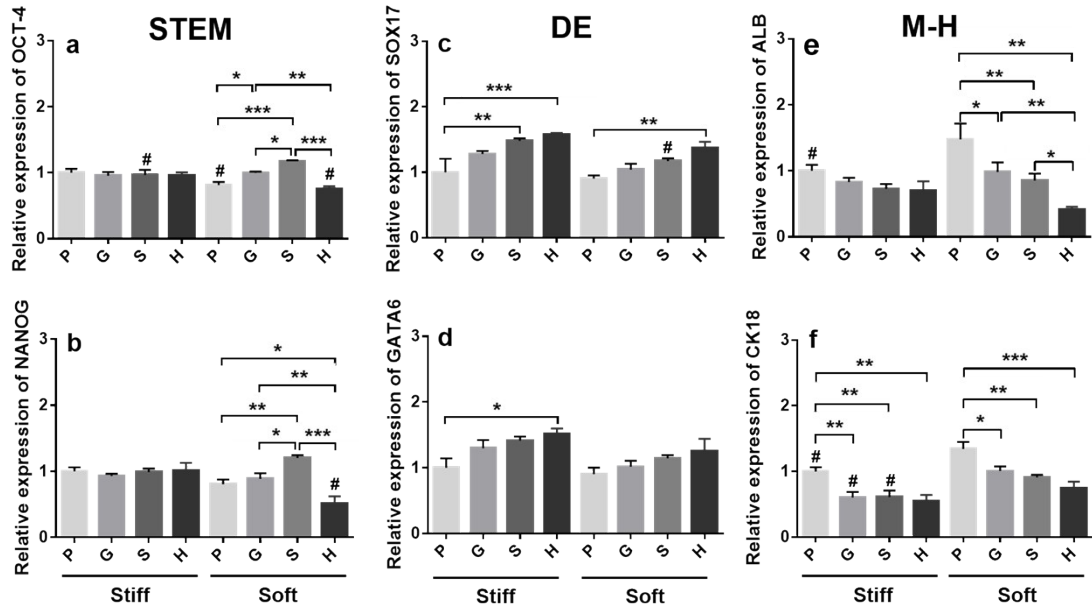 STEM
DE
M-H
a
Relative expression of OCT-4
3
2
1
0
*
**
***
*
***
#
#
#
P G S H P G S H
c
Relative expression of SOX17
3
2
1
0
***
**
**
#
P G S H P G S H
e
Relative expression of ALB
3
2
1
0
**
**
*
**
*
#
P G S H P G S H
b
Relative expression of NANOG
3
2
1
0
*
**
**
*
***
#
P G S H P G S H
Stiff Soft
d
Relative expression of GATA6
3
2
1
0
*
P G S H P G S H
Stiff Soft
f
Relative expression of CK18
3
2
1
0
**
**
**
***
**
*
#
#
#
P G S H P G S H
Stiff Soft